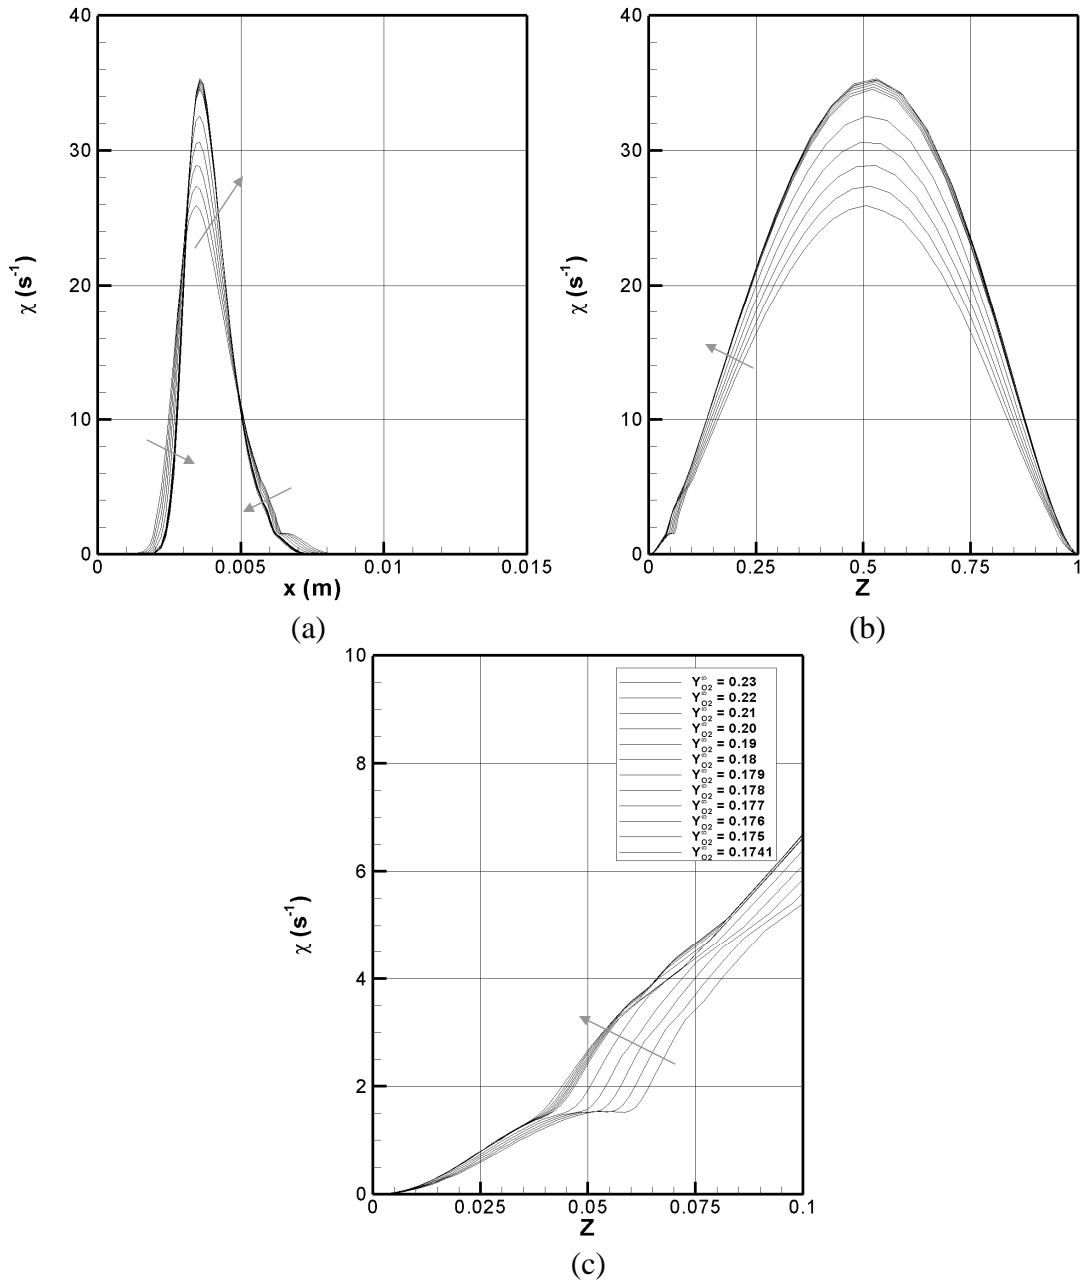 40
30
20
10
0
χ (s⁻¹)
0 0.005 0.01 0.015
x (m)
(a)
40
30
20
10
0
χ (s⁻¹)
0 0.25 0.5 0.75 1
Z
(b)
10
8
6
4
2
0
χ (s⁻¹)
Y∞O2 = 0.23
Y∞O2 = 0.22
Y∞O2 = 0.21
Y∞O2 = 0.20
Y∞O2 = 0.19
Y∞O2 = 0.18
Y∞O2 = 0.179
Y∞O2 = 0.178
Y∞O2 = 0.177
Y∞O2 = 0.176
Y∞O2 = 0.175
Y∞O2 = 0.1741
0 0.025 0.05 0.075 0.1
Z
(c)